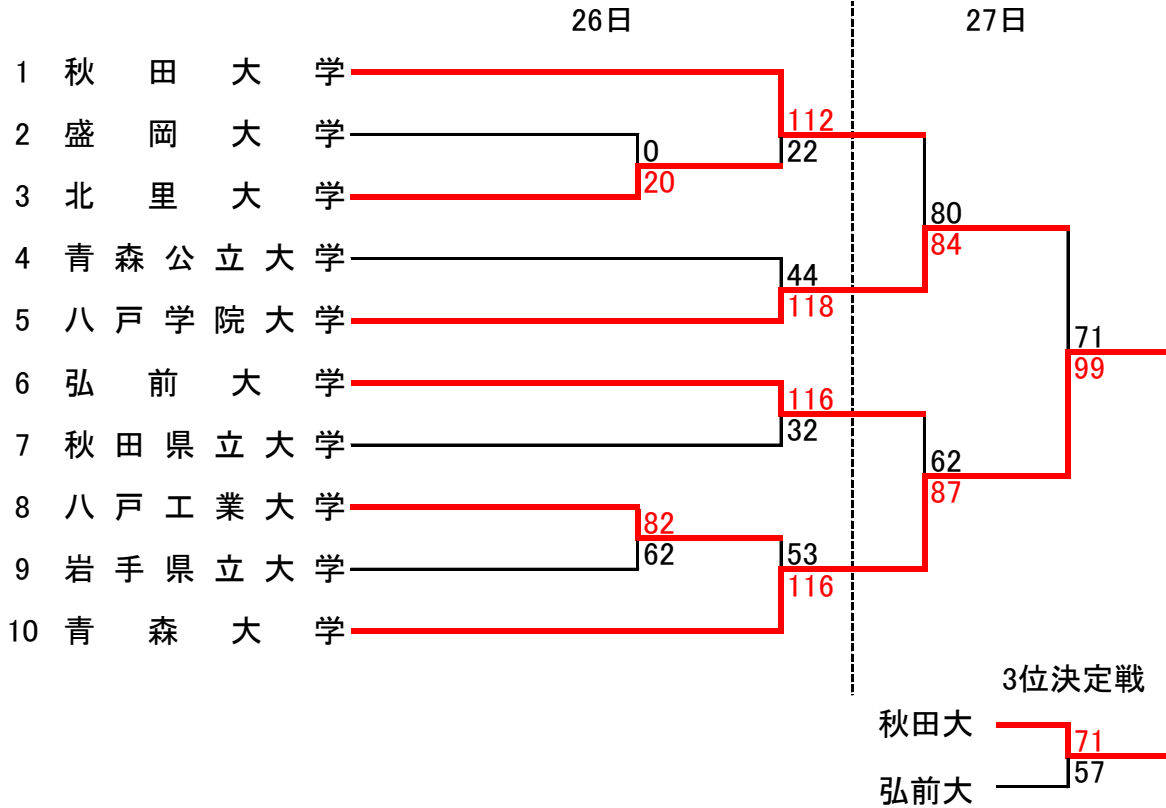 26日
27日
1 秋田大学
112
2 盛岡大学
0
22
20
3 北里大学
80
84
4 青森公立大学
44
118
5 八戸学院大学
71
99
6 弘前大学
116
32
7 秋田県立大学
62
87
8 八戸工業大学
82
62
53
9 岩手県立大学
116
10 青森大学
3位決定戦
秋田大
71
57
弘前大